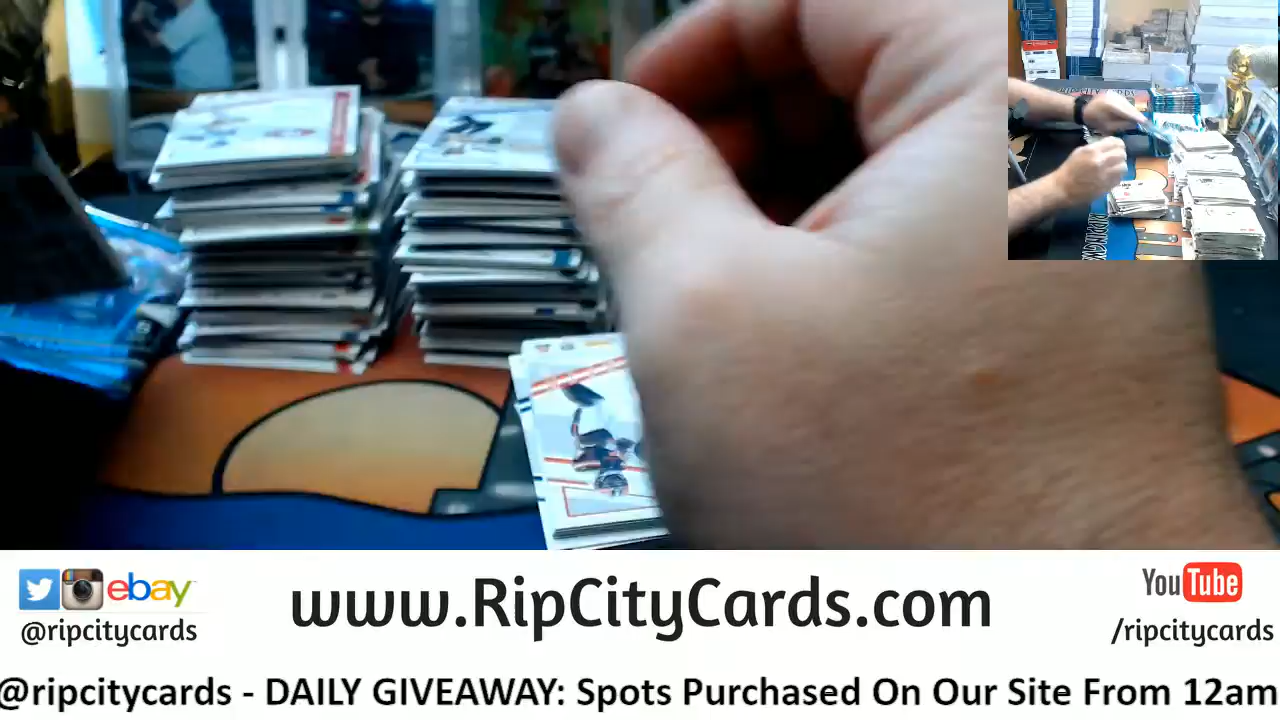 ebay
@ripcitycards
www.RipCityCards.com
YouTube
/ripcitycards
@ripcitycards - DAILY GIVEAWAY: Spots Purchased On Our Site From 12am